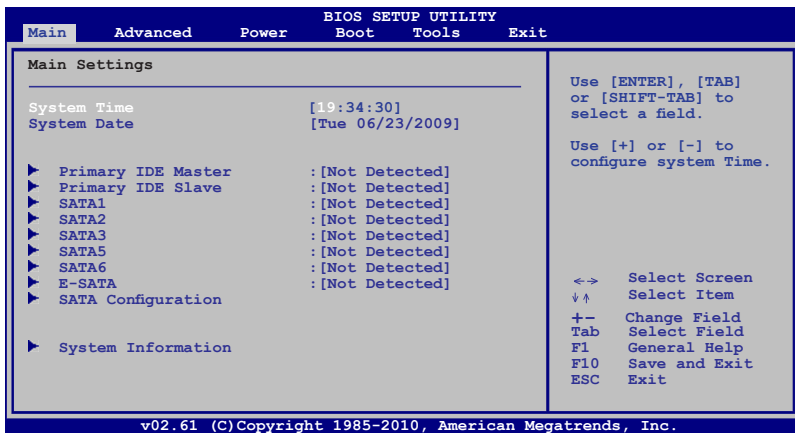 BIOS SETUP UTILITY
Main Advanced Power Boot Tools Exit
Main Settings
System Time [19:34:30]
System Date [Tue 06/23/2009]
Primary IDE Master :[Not Detected]
Primary IDE Slave :[Not Detected]
SATA1 :[Not Detected]
SATA2 :[Not Detected]
SATA3 :[Not Detected]
SATA5 :[Not Detected]
SATA6 :[Not Detected]
E-SATA :[Not Detected]
SATA Configuration
System Information
Use [ENTER], [TAB]
or [SHIFT-TAB] to
select a field.
Use [+] or [-] to
configure system Time.
←→ Select Screen
↓↑ Select Item
+- Change Field
Tab Select Field
F1 General Help
F10 Save and Exit
ESC Exit
v02.61 (C)Copyright 1985-2010, American Megatrends, Inc.